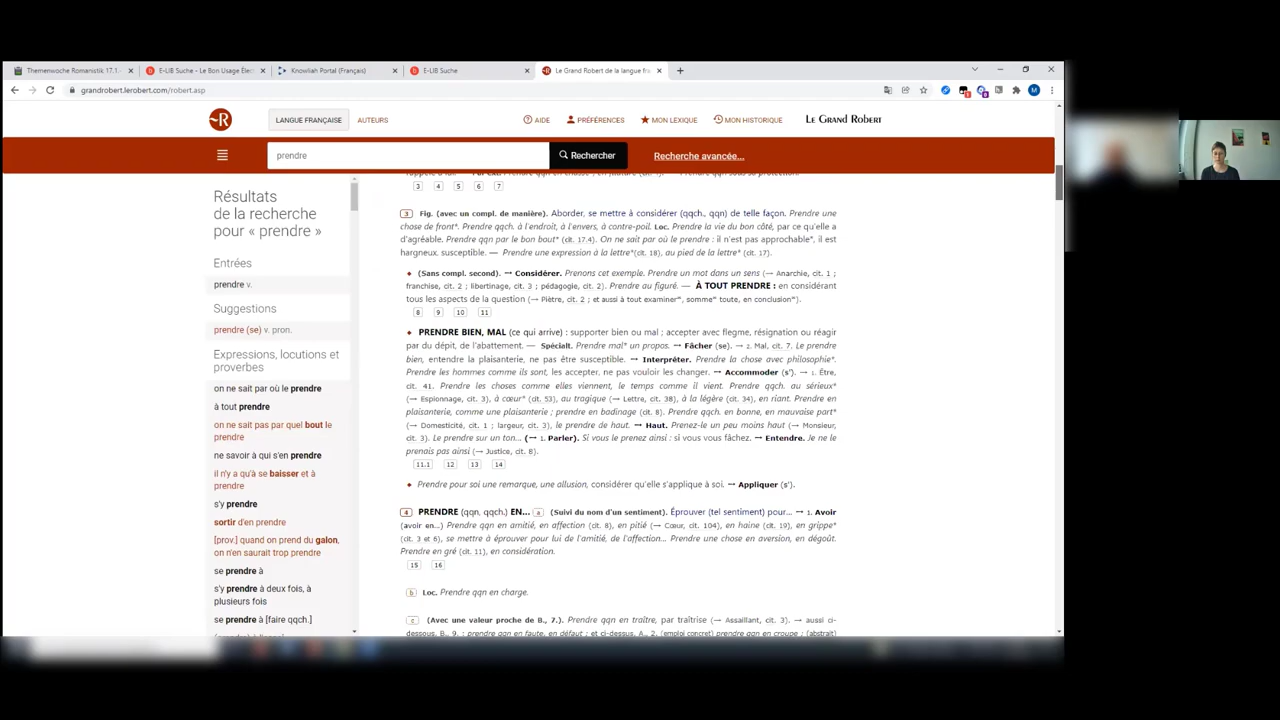 Themenwoche Romanistik 17.1.-
E-LIB Suche - Le Bon Usage Élec
Knowliah Portal (Français)
E-LIB Suche
Le Grand Robert de la langue fra
grandrobert.lerobert.com/robert.asp
LANGUE FRANÇAISE
AUTEURS
AIDE
PRÉFÉRENCES
MON LEXIQUE
MON HISTORIQUE
LE GRAND ROBERT
prendre
Rechercher
Recherche avancée...
Résultats
de la recherche
pour « prendre »
Entrées
prendre v.
Suggestions
prendre (se) v. pron.
Expressions, locutions et
proverbes
on ne sait par où le prendre
à tout prendre
on ne sait pas par quel bout le
prendre
ne savoir à qui s'en prendre
il n'y a qu'à se baisser et à
prendre
s'y prendre
sortir d'en prendre
[prov.] quand on prend du galon,
on n'en saurait trop prendre
se prendre à
s'y prendre à deux fois, à
plusieurs fois
se prendre à [faire qqch.]
3 4 5 6 7
3 Fig. (avec un compl. de manière). Aborder, se mettre à considérer (qqch., qqn) de telle façon. Prendre une
chose de front*. Prendre qqch. à l'endroit, à l'envers, à contre-poil. Loc. Prendre la vie du bon côté, par ce qu'elle a
d'agréable. Prendre qqn par le bon bout* (cit. 17.4). On ne sait par où le prendre : il n'est pas approchable*, il est
hargneux, susceptible. — Prendre une expression à la lettre*(cit. 18), au pied de la lettre* (cit. 17).
(Sans compl. second). → Considérer. Prenons cet exemple. Prendre un mot dans un sens (→ Anarchie, cit. 1 ;
franchise, cit. 2 ; libertinage, cit. 3 ; pédagogie, cit. 2). Prendre au figuré. — À TOUT PRENDRE : en considérant
tous les aspects de la question (→ Piètre, cit. 2 ; et aussi à tout examiner*, somme* toute, en conclusion*).
8 9 10 11
PRENDRE BIEN, MAL (ce qui arrive) : supporter bien ou mal ; accepter avec flegme, résignation ou réagir
par du dépit, de l'abattement. — Spécialt. Prendre mal* un propos. → Fâcher (se). → 2. Mal, cit. 7. Le prendre
bien, entendre la plaisanterie, ne pas être susceptible. → Interpréter. Prendre la chose avec philosophie*.
Prendre les hommes comme ils sont, les accepter, ne pas vouloir les changer. → Accommoder (s'). → 1. Être,
cit. 41. Prendre les choses comme elles viennent, le temps comme il vient. Prendre qqch. au sérieux*
(→ Espionnage, cit. 3), à cœur* (cit. 53), au tragique (→ Lettre, cit. 38), à la légère (cit. 34), en riant. Prendre en
plaisanterie, comme une plaisanterie ; prendre en badinage (cit. 8). Prendre qqch. en bonne, en mauvaise part*
(→ Domesticité, cit. 1 ; largeur, cit. 3), le prendre de haut. → Haut. Prenez-le un peu moins haut (→ Monsieur,
cit. 3). Le prendre sur un ton... (→ 1. Parler). Si vous le prenez ainsi : si vous vous fâchez. → Entendre. Je ne le
prenais pas ainsi (→ Justice, cit. 8).
11.1 12 13 14
Prendre pour soi une remarque, une allusion, considérer qu'elle s'applique à soi. → Appliquer (s').
4 PRENDRE (qqn, qqch.) EN... a (Suivi du nom d'un sentiment). Éprouver (tel sentiment) pour... → 1. Avoir
(avoir en...) Prendre qqn en amitié, en affection (cit. 8), en pitié (→ Cœur, cit. 104), en haine (cit. 19), en grippe*
(cit. 3 et 6), se mettre à éprouver pour lui de l'amitié, de l'affection... Prendre une chose en aversion, en dégoût.
Prendre en gré (cit. 11), en considération.
15 16
b Loc. Prendre qqn en charge.
c (Avec une valeur proche de B., 7.). Prendre qqn en traître, par traîtrise (→ Assaillant, cit. 3). → aussi ci-
dessous, B., 9. : prendre qqn en faute, en défaut ; et ci-dessus, A., 2. (emploi concret) prendre qqn en croupe ; (abstrait)